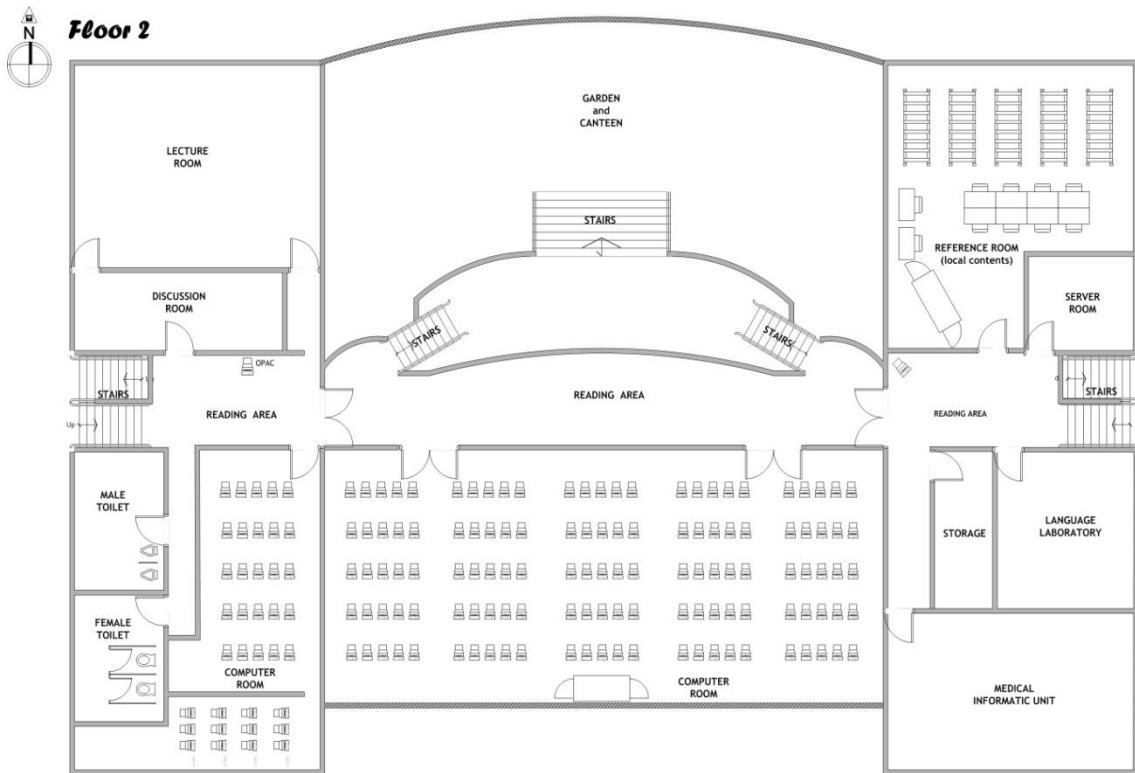 N
Floor 2
GARDEN
and
CANTEEN
LECTURE
ROOM
STAIRS
REFERENCE ROOM
(local contents)
DISCUSSION
ROOM
SERVER
ROOM
STAIRS
STAIRS
OPAC
STAIRS
STAIRS
READING AREA
READING AREA
READING AREA
Up
MALE
TOILET
STORAGE
LANGUAGE
LABORATORY
FEMALE
TOILET
COMPUTER
ROOM
COMPUTER
ROOM
MEDICAL
INFORMATIC UNIT